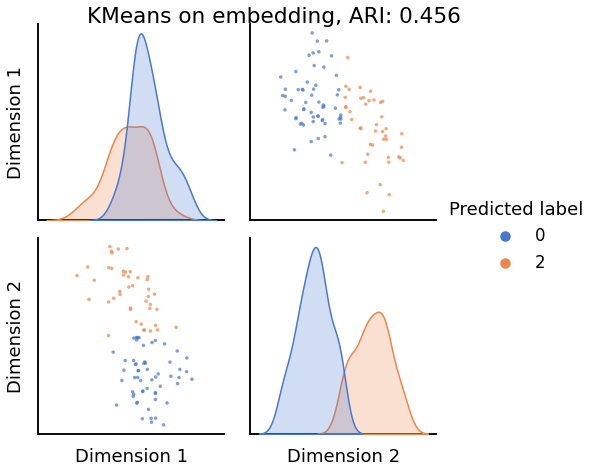 KMeans on embedding, ARI: 0.456
Dimension 1
Predicted label
0
2
Dimension 2
Dimension 1
Dimension 2